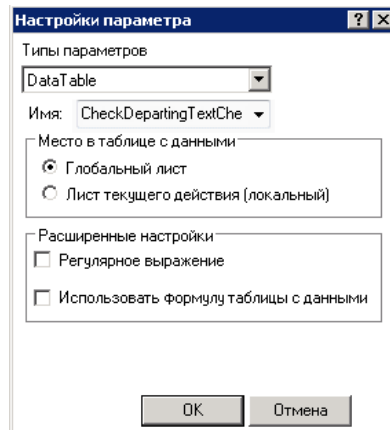 Настройки параметра
Типы параметров
DataTable
Имя: CheckDepartingTextChe
Место в таблице с данными
Глобальный лист
Лист текущего действия (локальный)
Расширенные настройки
Регулярное выражение
Использовать формулу таблицы с данными
OK Отмена